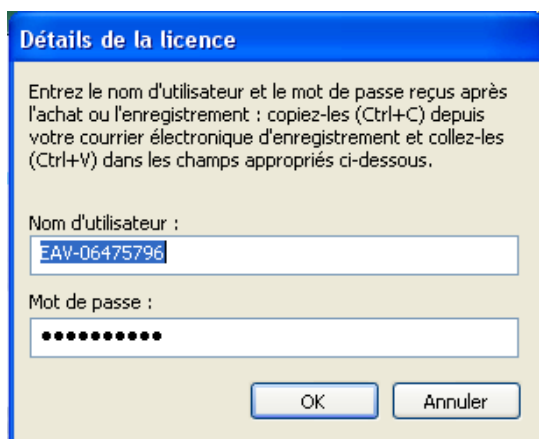 Détails de la licence
Entrez le nom d'utilisateur et le mot de passe reçus après
l'achat ou l'enregistrement : copiez-les (Ctrl+C) depuis
votre courrier électronique d'enregistrement et collez-les
(Ctrl+V) dans les champs appropriés ci-dessous.
Nom d'utilisateur :
EAV-06475796
Mot de passe :
●●●●●●●●●●
OK Annuler